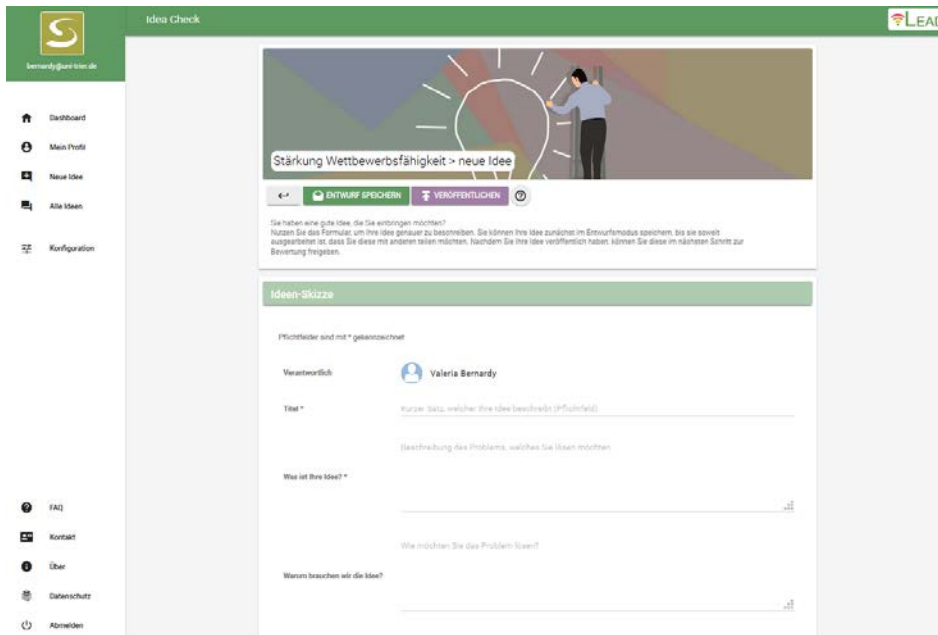 Idea Check
LEAD
bernardy@uni-trier.de
Dashboard
Mein Profil
Neue Idee
Alle Ideen
Konfiguration
FAQ
Kontakt
Über
Datenschutz
Abmelden
Stärkung Wettbewerbsfähigkeit > neue Idee
ENTWURF SPEICHERN
VERÖFFENTLICHEN
Sie haben eine gute Idee, die Sie einbringen möchten?
Nutzen Sie das Formular, um Ihre Idee genauer zu beschreiben. Sie können Ihre Idee zunächst im Entwurfsmodus speichern, bis sie soweit
ausgearbeitet ist, dass Sie diese mit anderen teilen möchten. Nachdem Sie Ihre Idee veröffentlich haben, können Sie diese im nächsten Schritt zur
Bewertung freigeben.
Ideen-Skizze
Pflichtfelder sind mit * gekennzeichnet
Verantwortlich
Valeria Bernardy
Titel *
Kurzer Satz, welcher Ihre Idee beschreibt (Pflichtfeld)
Beschreibung des Problems, welches Sie lösen möchten
Was ist Ihre Idee? *
Wie möchten Sie das Problem lösen?
Warum brauchen wir die Idee?